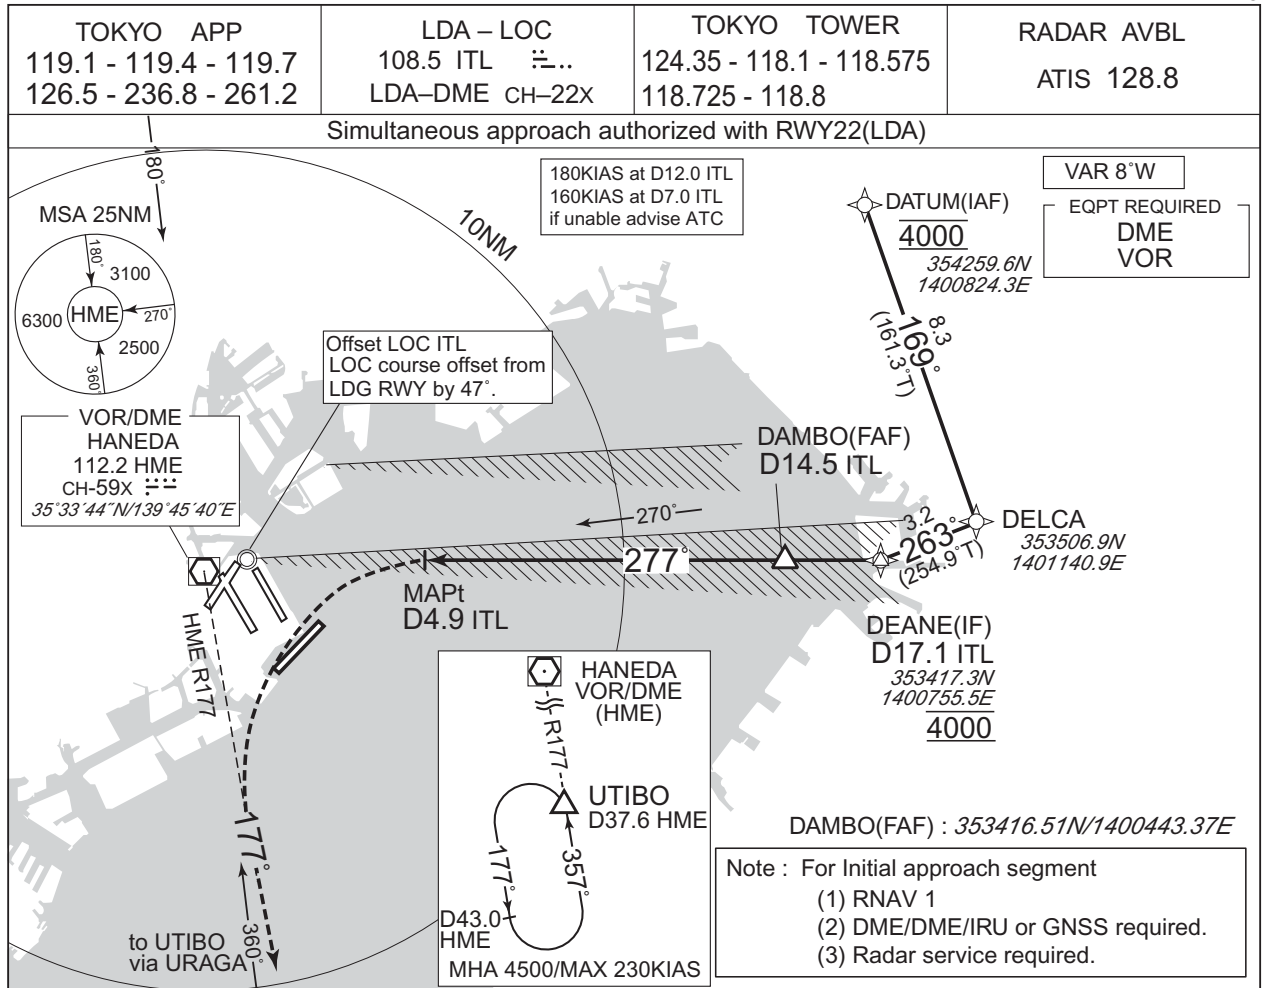 TOKYO APP
119.1 - 119.4 - 119.7
126.5 - 236.8 - 261.2
LDA – LOC
108.5 ITL
LDA–DME CH–22X
TOKYO TOWER
124.35 - 118.1 - 118.575
118.725 - 118.8
RADAR AVBL
ATIS 128.8
Simultaneous approach authorized with RWY22(LDA)
180°
MSA 25NM
180°
3100
HME
270°
6300
2500
360°
10NM
180KIAS at D12.0 ITL
160KIAS at D7.0 ITL
if unable advise ATC
DATUM(IAF)
4000
354259.6N
1400824.3E
VAR 8°W
EQPT REQUIRED
DME
VOR
8.3
169°
(161.3°T)
Offset LOC ITL
LOC course offset from
LDG RWY by 47°.
VOR/DME
HANEDA
112.2 HME
CH-59X
35°33′44″N/139°45′40″E
DAMBO(FAF)
D14.5 ITL
270°
277°
3.2
263°
(254.9°T)
DELCA
353506.9N
1401140.9E
MAPt
D4.9 ITL
DEANE(IF)
D17.1 ITL
353417.3N
1400755.5E
4000
HME R177
177°
360°
to UTIBO
via URAGA
HANEDA
VOR/DME
(HME)
R177
UTIBO
D37.6 HME
177°
357°
D43.0
HME
MHA 4500/MAX 230KIAS
DAMBO(FAF) : 353416.51N/1400443.37E
Note : For Initial approach segment
(1) RNAV 1
(2) DME/DME/IRU or GNSS required.
(3) Radar service required.